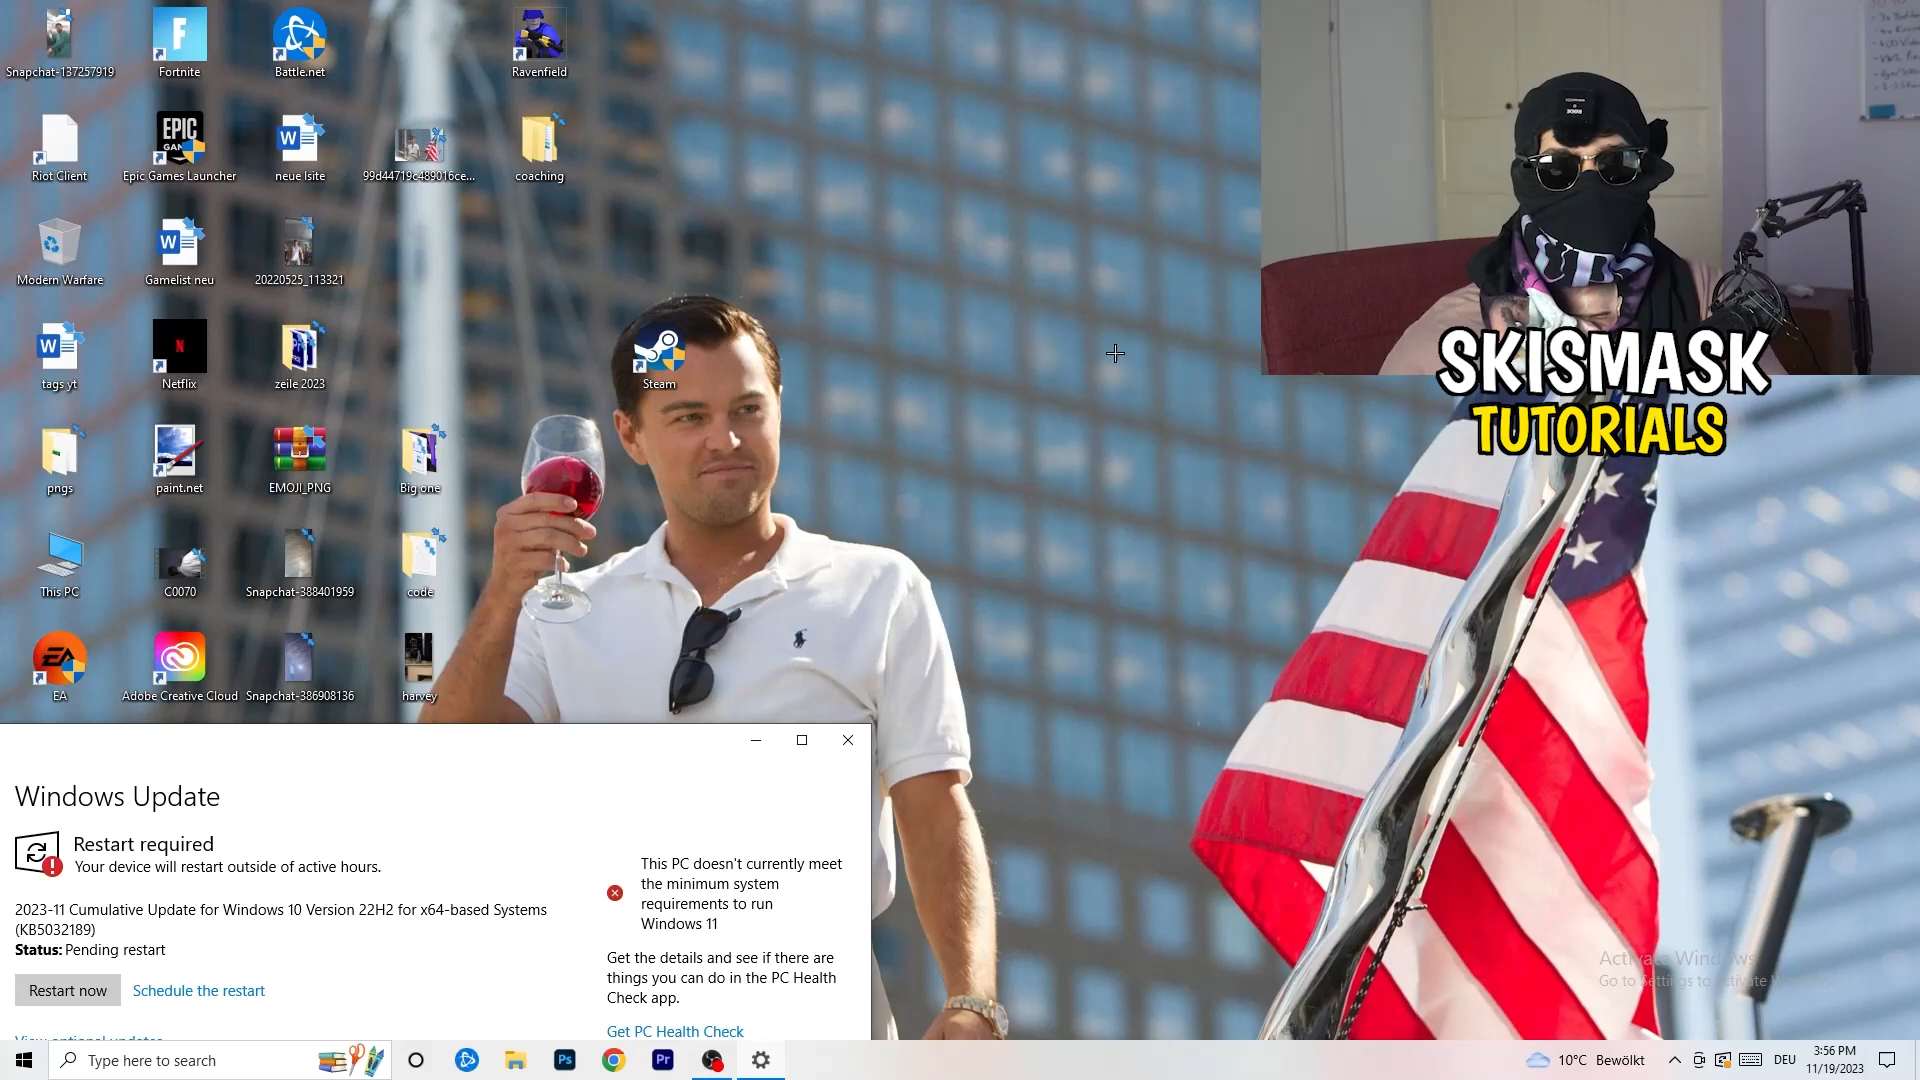 Snapchat-137257919
Fortnite
Battle.net
Ravenfield
Riot Client
EPIC
Epic Games Launcher
neue lsite
99d44719c489016ce...
coaching
Modern Warfare
Gamelist neu
20220525_113321
tags yt
Netflix
zeile 2023
Steam
pngs
paint.net
EMOJI_PNG
Big one
This PC
C0070
Snapchat-388401959
code
EA
Adobe Creative Cloud
Snapchat-386908136
harvey
SKISMASK
TUTORIALS
Windows Update
Restart required
Your device will restart outside of active hours.
2023-11 Cumulative Update for Windows 10 Version 22H2 for x64-based Systems
(KB5032189)
Status: Pending restart
Restart now
Schedule the restart
View optional updates
This PC doesn't currently meet
the minimum system
requirements to run
Windows 11
Get the details and see if there are
things you can do in the PC Health
Check app.
Get PC Health Check
Activate Windows
Go to Settings to activate
Type here to search
Ps
Pr
10°C Bewölkt
DEU
3:56 PM
11/19/2023